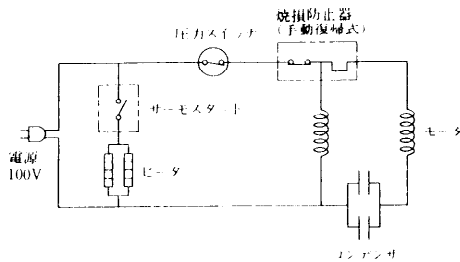 焼損防止器
(手動復帰式)
圧力スイッチ
サーモスタート
モータ
電源
100V
ヒータ
コンデンサ